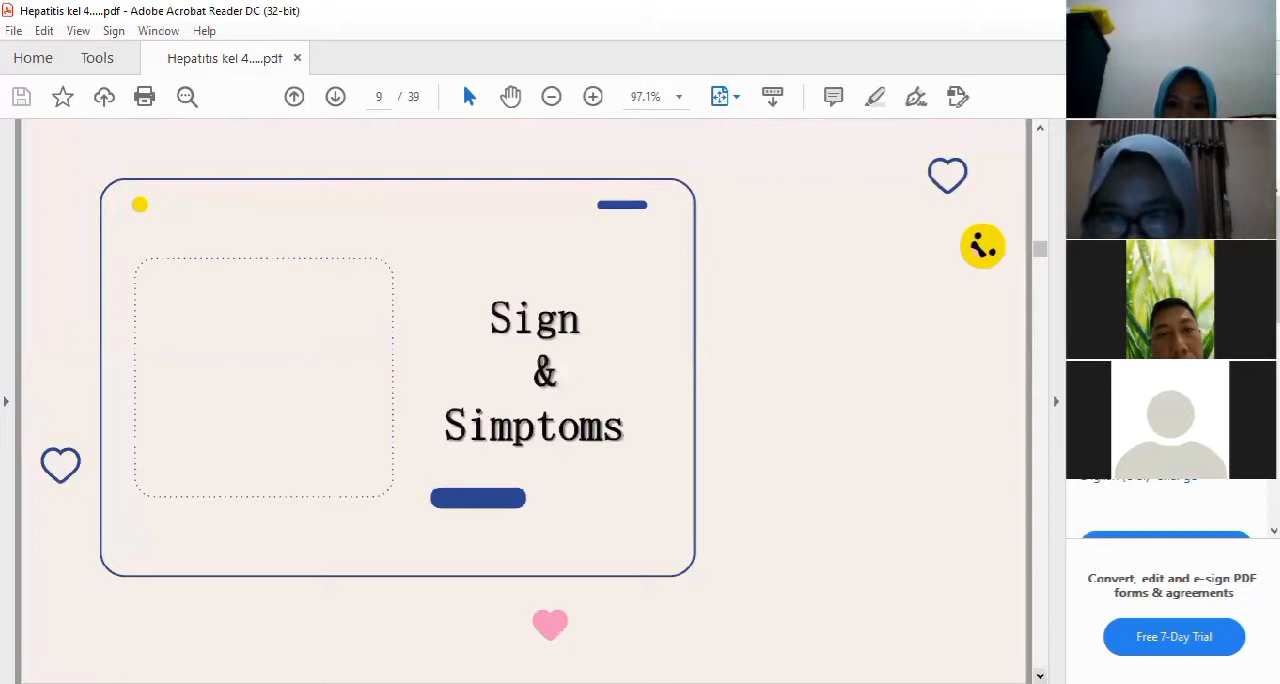 Hepatitis kel 4.....pdf - Adobe Acrobat Reader DC (32-bit)
File Edit View Sign Window Help
Home Tools Hepatitis kel 4.....pdf
9 / 39 97.1%
Sign
&
Simptoms
Convert, edit and e-sign PDF
forms & agreements
Free 7-Day Trial